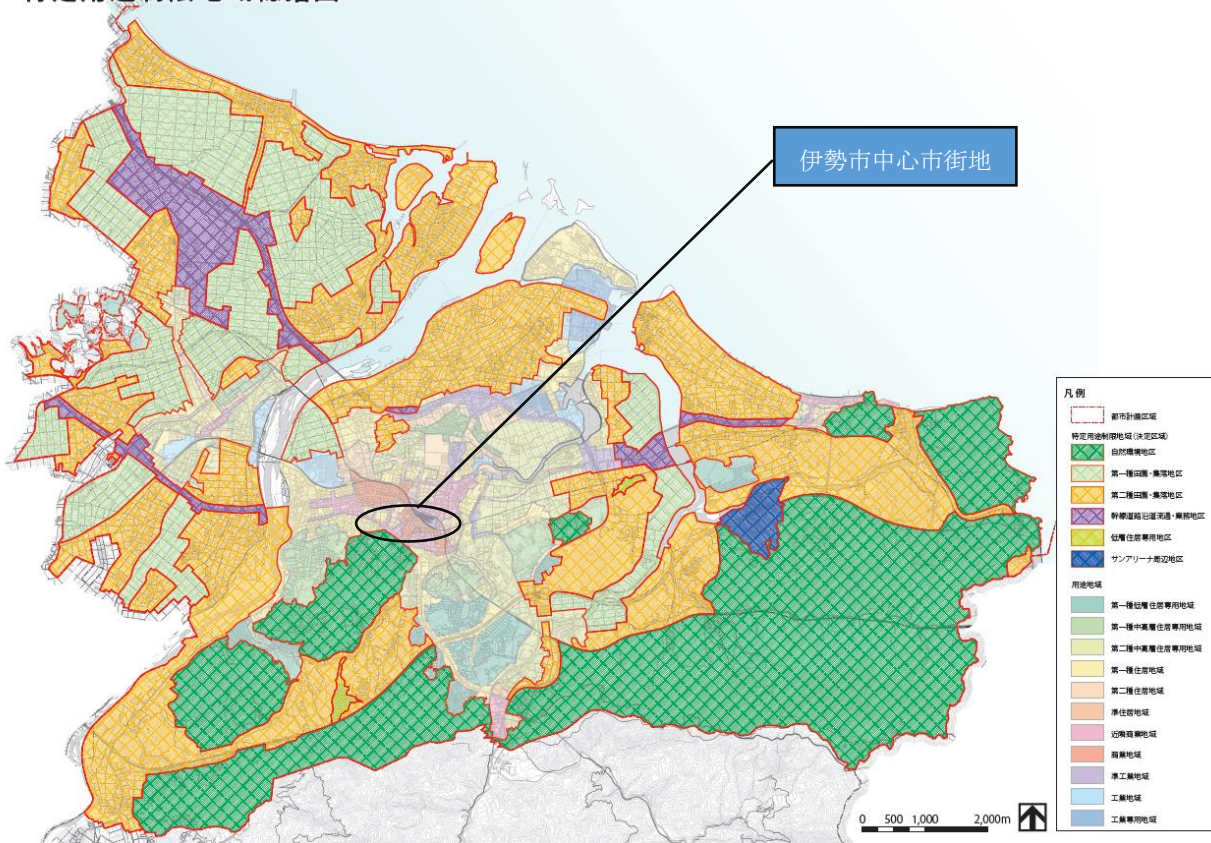 伊勢市中心市街地
凡例
都市計画区域
特定用途制限地域(決定区域)
自然環境地区
第一種田園・集落地区
第二種田園・集落地区
幹線道路沿道流通・業務地区
低層住居専用地区
サンアリーナ周辺地区
用途地域
第一種低層住居専用地域
第一種中高層住居専用地域
第二種中高層住居専用地域
第一種住居地域
第二種住居地域
準住居地域
近隣商業地域
商業地域
準工業地域
工業地域
工業専用地域
0 500 1,000 2,000m